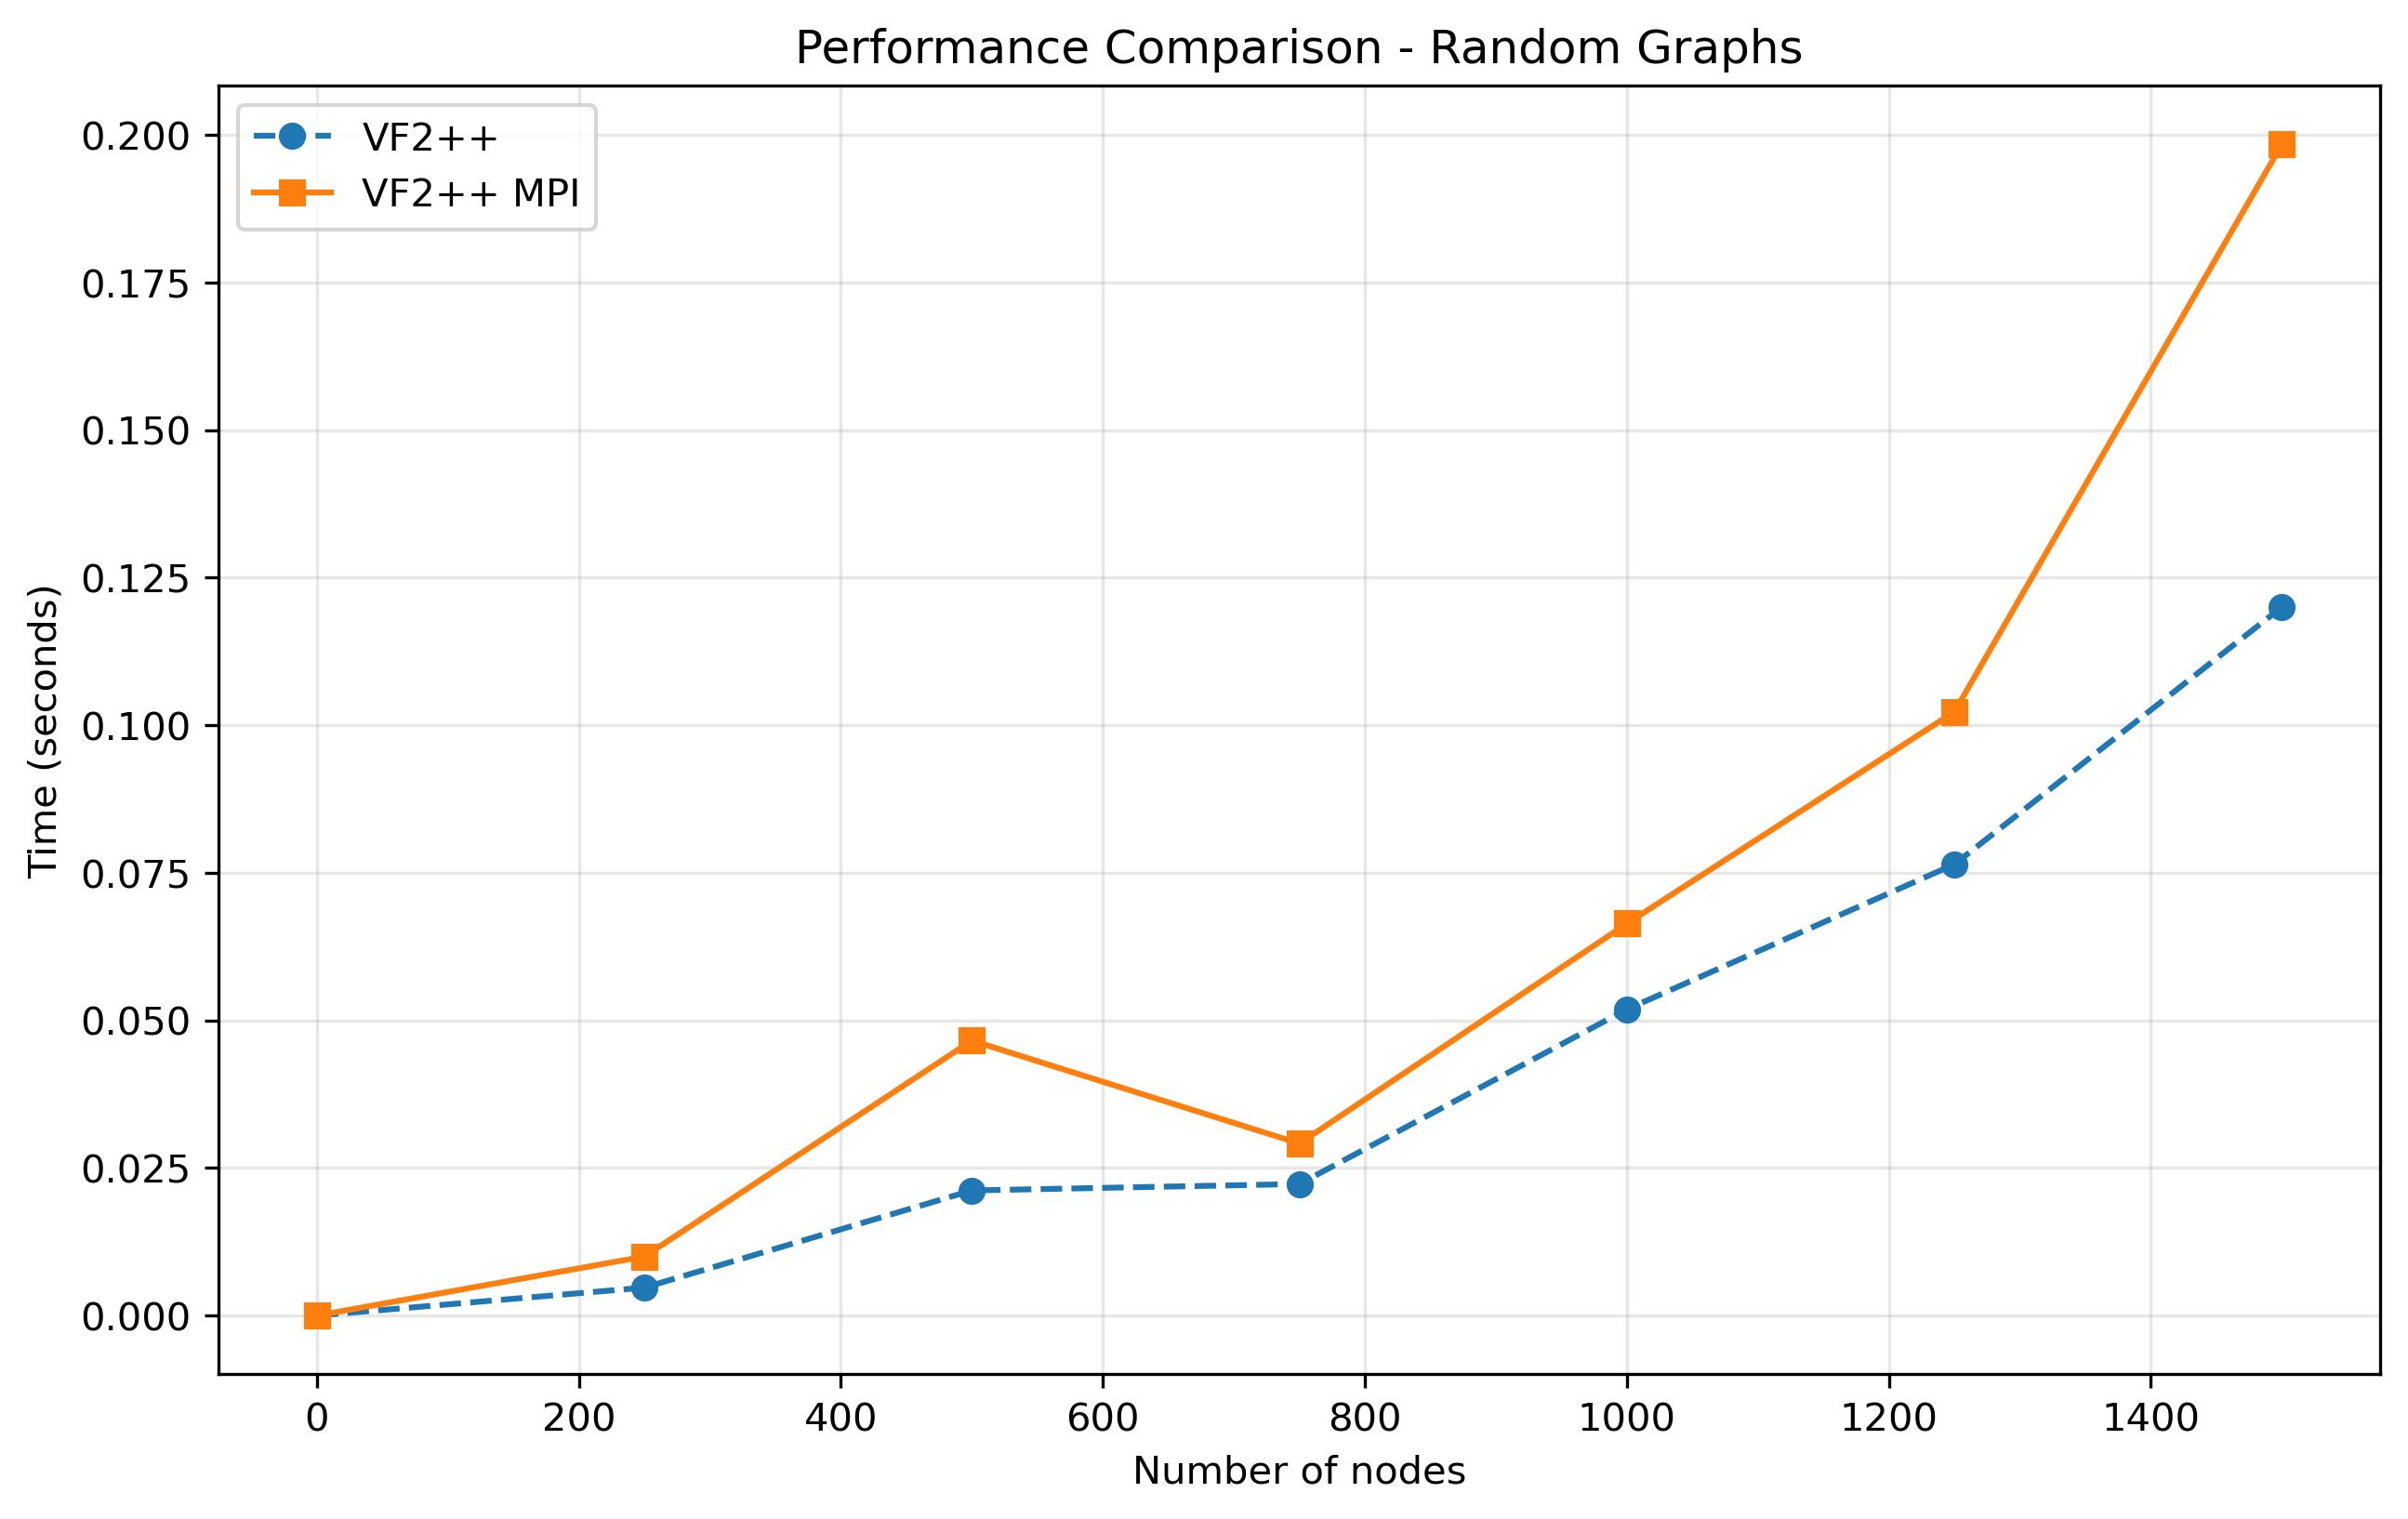 Performance Comparison - Random Graphs
VF2++
VF2++ MPI
0.200
0.175
0.150
0.125
0.100
0.075
0.050
0.025
0.000
Time (seconds)
0 200 400 600 800 1000 1200 1400
Number of nodes